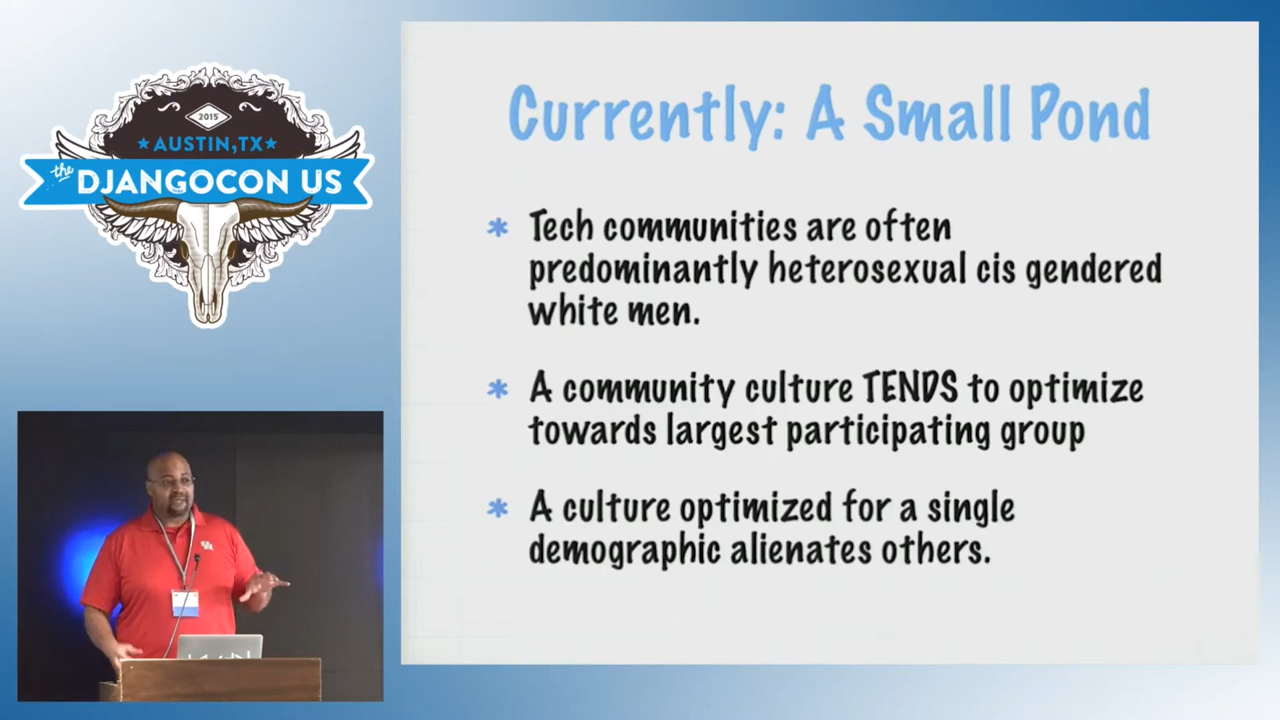 2015
AUSTIN, TX
the
DJANGOCON US
Currently: A Small Pond
* Tech communities are often
predominantly heterosexual cis gendered
white men.
* A community culture TENDS to optimize
towards largest participating group
* A culture optimized for a single
demographic alienates others.